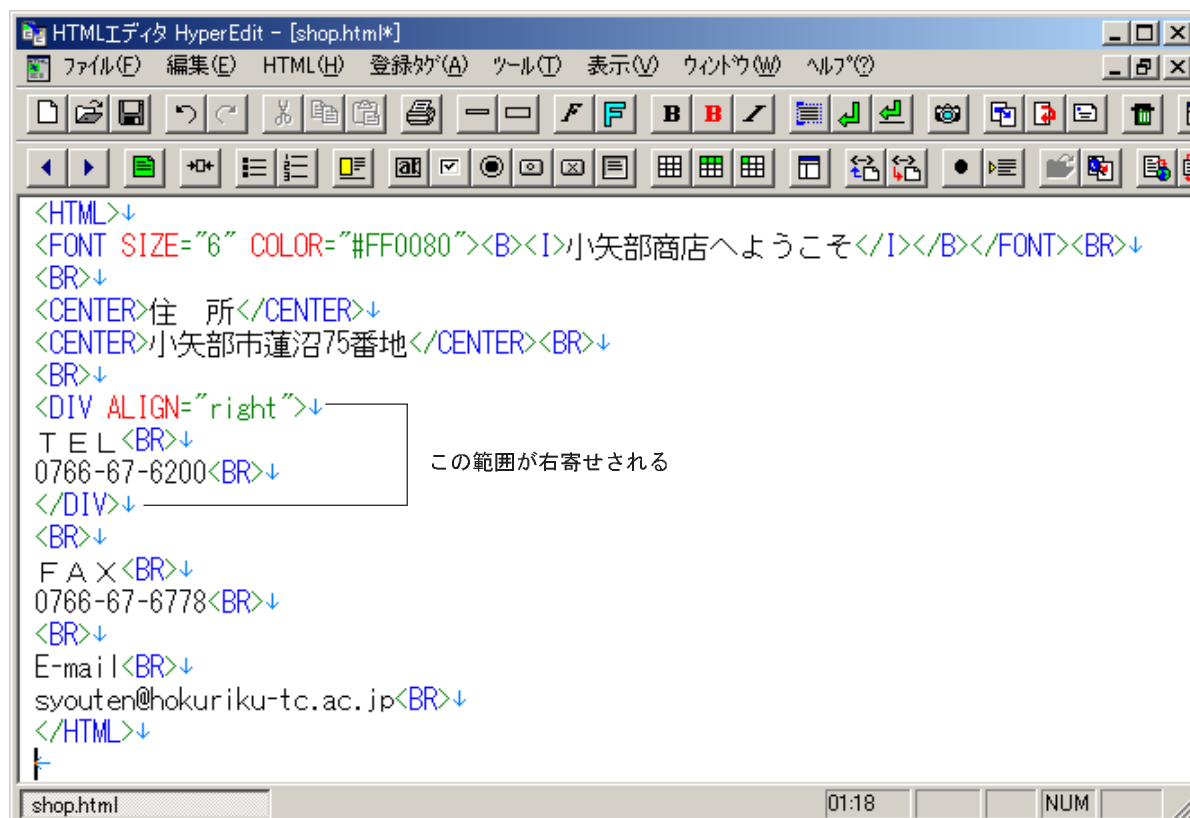 HTMLエディタ HyperEdit - [shop.html*]
ファイル(F) 編集(E) HTML(H) 登録タグ(A) ツール(T) 表示(V) ウィンドウ(W) ヘルプ(?)
<HTML>↓
<FONT SIZE="6" COLOR="#FF0080"><B><I>小矢部商店へようこそ</I></B></FONT><BR>↓
<BR>↓
<CENTER>住　所</CENTER>↓
<CENTER>小矢部市蓮沼75番地</CENTER><BR>↓
<BR>↓
<DIV ALIGN="right">↓
ＴＥＬ<BR>↓
0766-67-6200<BR>↓
この範囲が右寄せされる
</DIV>↓
<BR>↓
ＦＡＸ<BR>↓
0766-67-6778<BR>↓
<BR>↓
E-mail<BR>↓
syouten@hokuriku-tc.ac.jp<BR>↓
</HTML>↓
←
shop.html 01:18 NUM